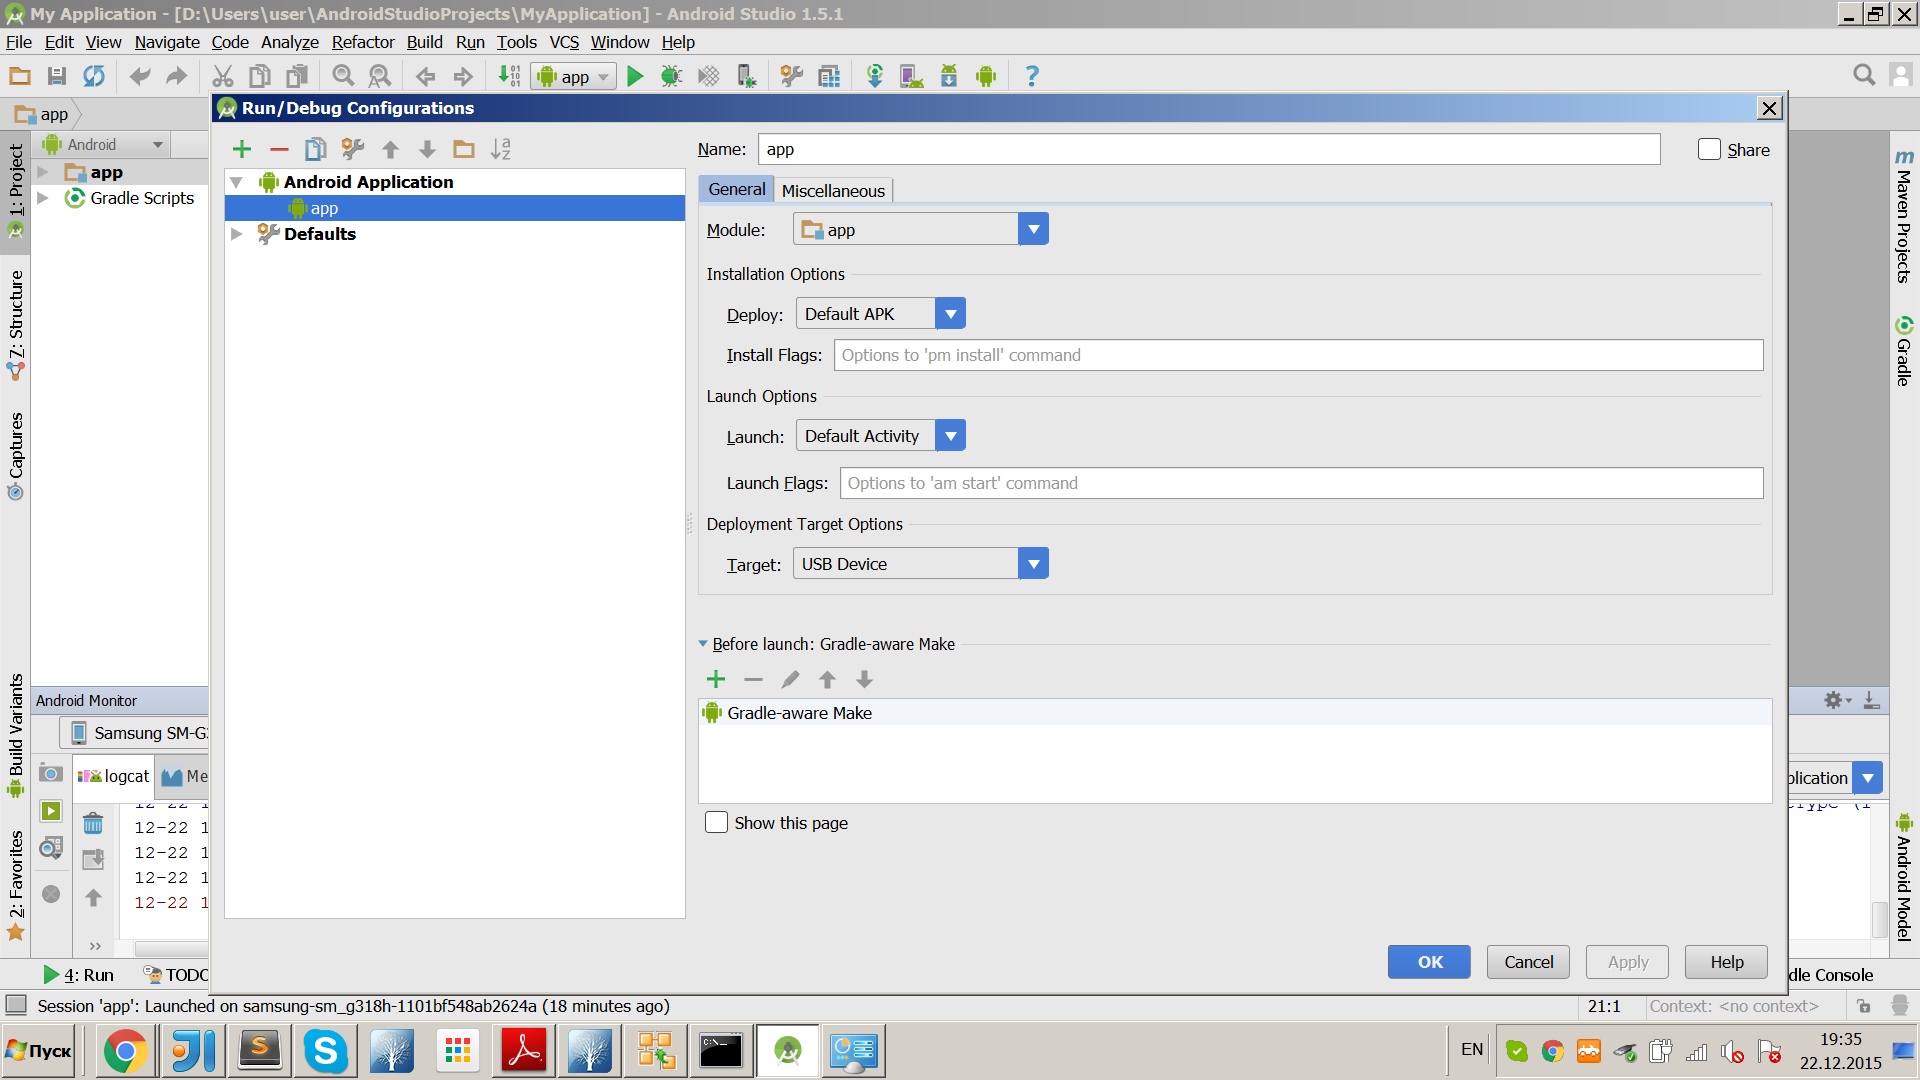 My Application - [D:\Users\user\AndroidStudioProjects\MyApplication] - Android Studio 1.5.1
File Edit View Navigate Code Analyze Refactor Build Run Tools VCS Window Help
app
app
Run/Debug Configurations
1: Project
7: Structure
Captures
Build Variants
2: Favorites
Android
app
Gradle Scripts
Android Application
app
Defaults
Name: app
Share
General Miscellaneous
Module: app
Installation Options
Deploy: Default APK
Install Flags: Options to 'pm install' command
Launch Options
Launch: Default Activity
Launch Flags: Options to 'am start' command
Deployment Target Options
Target: USB Device
Before launch: Gradle-aware Make
Gradle-aware Make
Show this page
OK Cancel Apply Help
Maven Projects
Gradle
Android Model
Android Monitor
Samsung SM-G
logcat Me
plication
12-22 1
12-22 1
12-22 1
12-22 1
12-22 1
4: Run TODO
dle Console
Session 'app': Launched on samsung-sm_g318h-1101bf548ab2624a (18 minutes ago)
21:1 Context: <no context>
Пуск
EN
19:35
22.12.2015